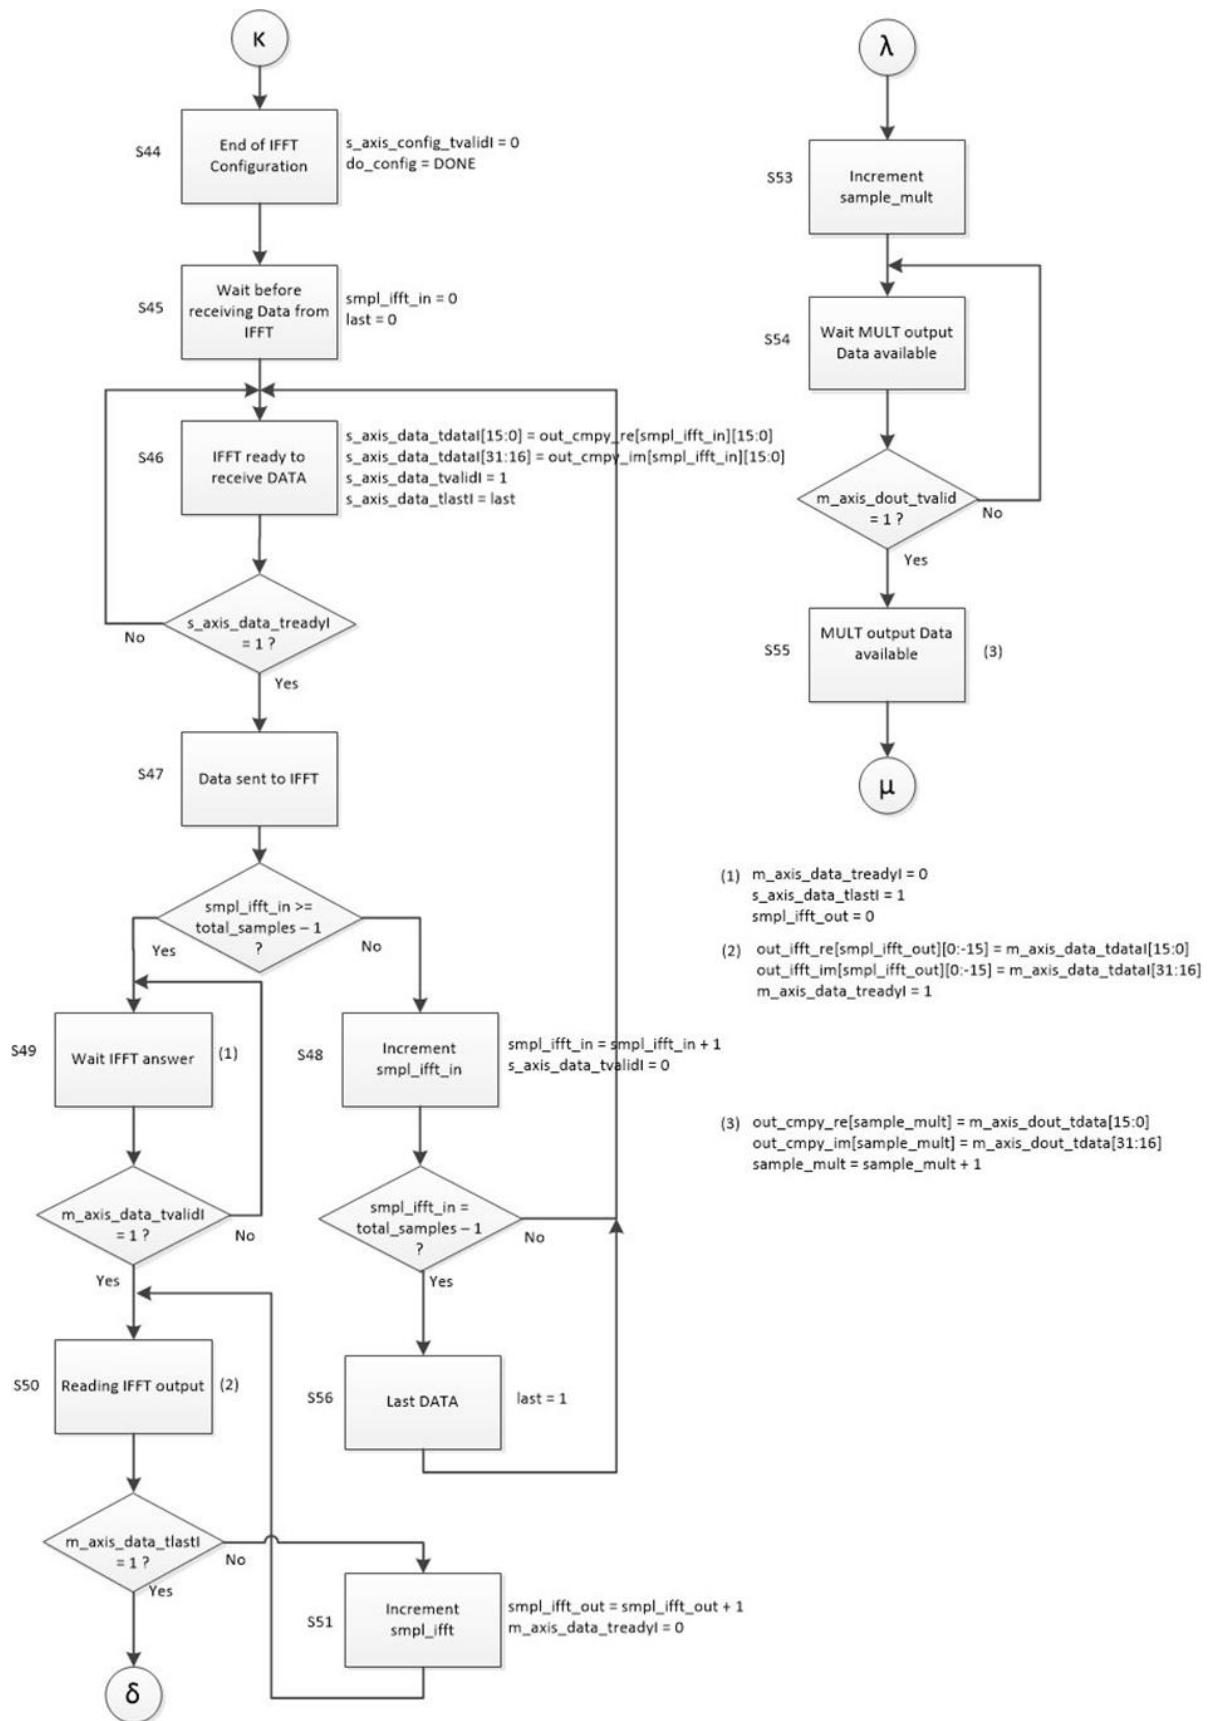 κ
S44
End of IFFT
Configuration
s_axis_config_tvalidI = 0
do_config = DONE
S45
Wait before
receiving Data from
IFFT
smpl_ifft_in = 0
last = 0
S46
IFFT ready to
receive DATA
s_axis_data_tdataI[15:0] = out_cmpy_re[smpl_ifft_in][15:0]
s_axis_data_tdataI[31:16] = out_cmpy_im[smpl_ifft_in][15:0]
s_axis_data_tvalidI = 1
s_axis_data_tlastI = last
s_axis_data_treadyI
= 1 ?
No
Yes
S47
Data sent to IFFT
smpl_ifft_in >=
total_samples – 1
?
Yes
No
S49
Wait IFFT answer
(1)
S48
Increment
smpl_ifft_in
smpl_ifft_in = smpl_ifft_in + 1
s_axis_data_tvalidI = 0
m_axis_data_tvalidI
= 1 ?
No
Yes
smpl_ifft_in =
total_samples – 1
?
No
Yes
S50
Reading IFFT output
(2)
S56
Last DATA
last = 1
m_axis_data_tlastI
= 1 ?
No
Yes
S51
Increment
smpl_ifft
smpl_ifft_out = smpl_ifft_out + 1
m_axis_data_treadyI = 0
δ
λ
S53
Increment
sample_mult
S54
Wait MULT output
Data available
m_axis_dout_tvalid
= 1 ?
No
Yes
S55
MULT output Data
available
(3)
μ
(1) m_axis_data_treadyI = 0
s_axis_data_tlastI = 1
smpl_ifft_out = 0
(2) out_ifft_re[smpl_ifft_out][0:-15] = m_axis_data_tdataI[15:0]
out_ifft_im[smpl_ifft_out][0:-15] = m_axis_data_tdataI[31:16]
m_axis_data_treadyI = 1
(3) out_cmpy_re[sample_mult] = m_axis_dout_tdata[15:0]
out_cmpy_im[sample_mult] = m_axis_dout_tdata[31:16]
sample_mult = sample_mult + 1